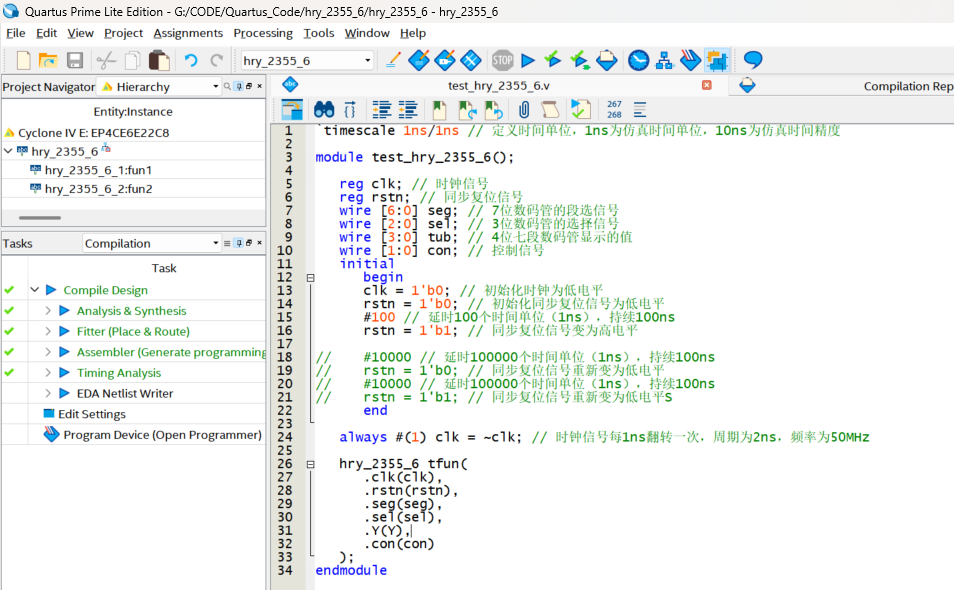 Quartus Prime Lite Edition - G:/CODE/Quartus_Code/hry_2355_6/hry_2355_6 - hry_2355_6
File Edit View Project Assignments Processing Tools Window Help
hry_2355_6
STOP
Project Navigator Hierarchy
Entity:Instance
Cyclone IV E: EP4CE6E22C8
hry_2355_6
hry_2355_6_1:fun1
hry_2355_6_2:fun2
Tasks Compilation
Task
Compile Design
Analysis & Synthesis
Fitter (Place & Route)
Assembler (Generate programming
Timing Analysis
EDA Netlist Writer
Edit Settings
Program Device (Open Programmer)
test_hry_2355_6.v
Compilation Rep
267
268
1 `timescale 1ns/1ns // 定义时间单位，1ns为仿真时间单位，10ns为仿真时间精度
2
3 module test_hry_2355_6();
4
5 reg clk; // 时钟信号
6 reg rstn; // 同步复位信号
7 wire [6:0] seg; // 7位数码管的段选信号
8 wire [2:0] sel; // 3位数码管的选择信号
9 wire [3:0] tub; // 4位七段数码管显示的值
10 wire [1:0] con; // 控制信号
11 initial
12 begin
13 clk = 1'b0; // 初始化时钟为低电平
14 rstn = 1'b0; // 初始化同步复位信号为低电平
15 #100 // 延时100个时间单位（1ns），持续100ns
16 rstn = 1'b1; // 同步复位信号变为高电平
17
18 // #10000 // 延时100000个时间单位（1ns），持续100ns
19 // rstn = 1'b0; // 同步复位信号重新变为低电平
20 // #10000 // 延时100000个时间单位（1ns），持续100ns
21 // rstn = 1'b1; // 同步复位信号重新变为低电平S
22 end
23
24 always #(1) clk = ~clk; // 时钟信号每1ns翻转一次，周期为2ns，频率为50MHz
25
26 hry_2355_6 tfun(
27 .clk(clk),
28 .rstn(rstn),
29 .seg(seg),
30 .sel(sel),
31 .Y(Y),
32 .con(con)
33 );
34 endmodule